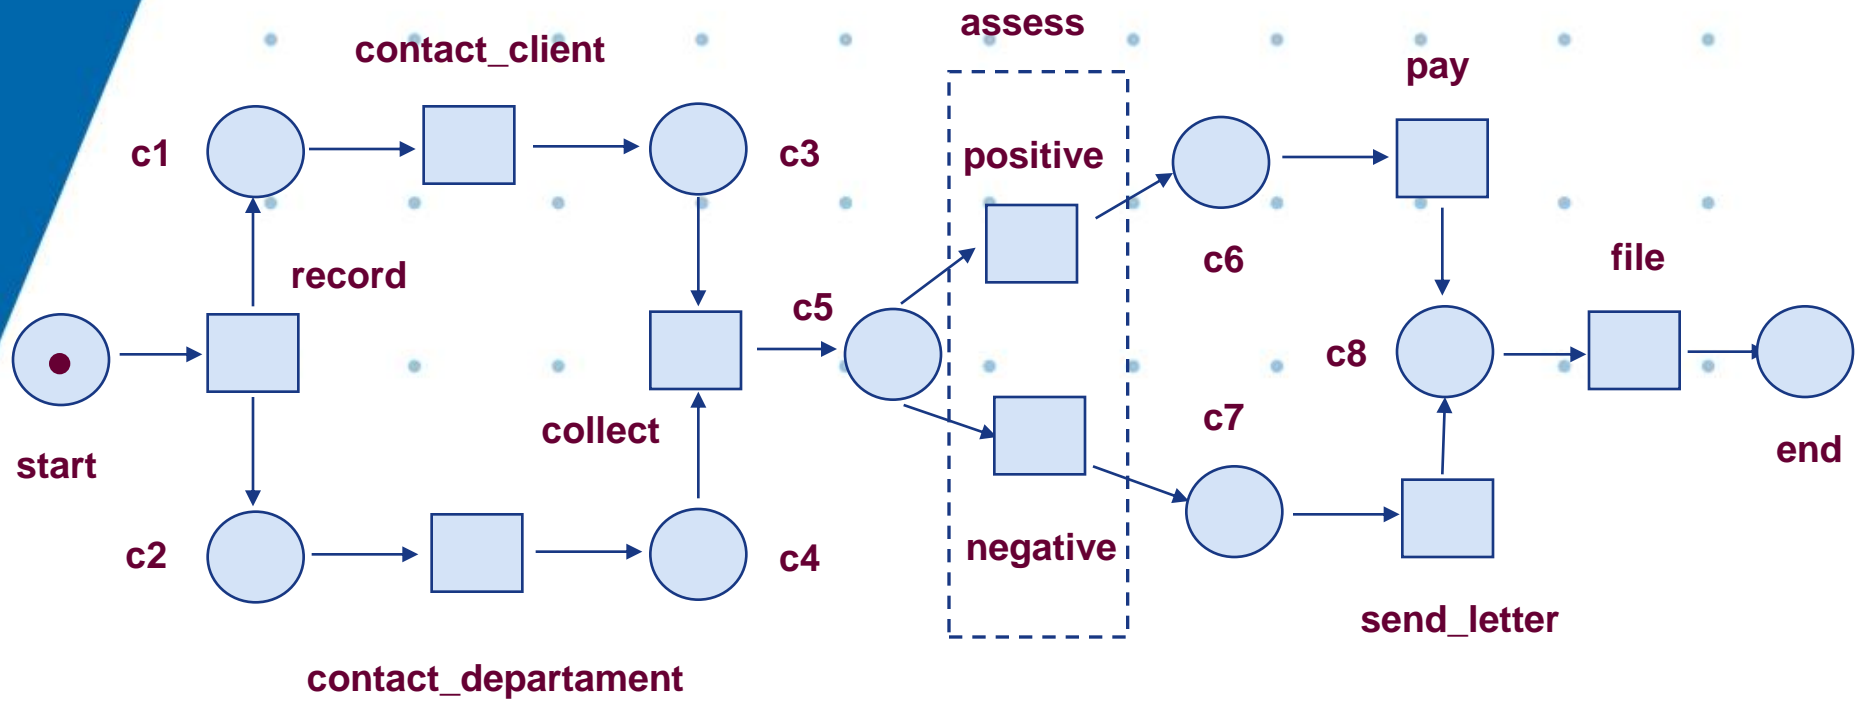 assess
contact_client
pay
c1
c3
positive
record
c6
file
c5
c8
start
collect
c7
end
c2
c4
negative
send_letter
contact_departament